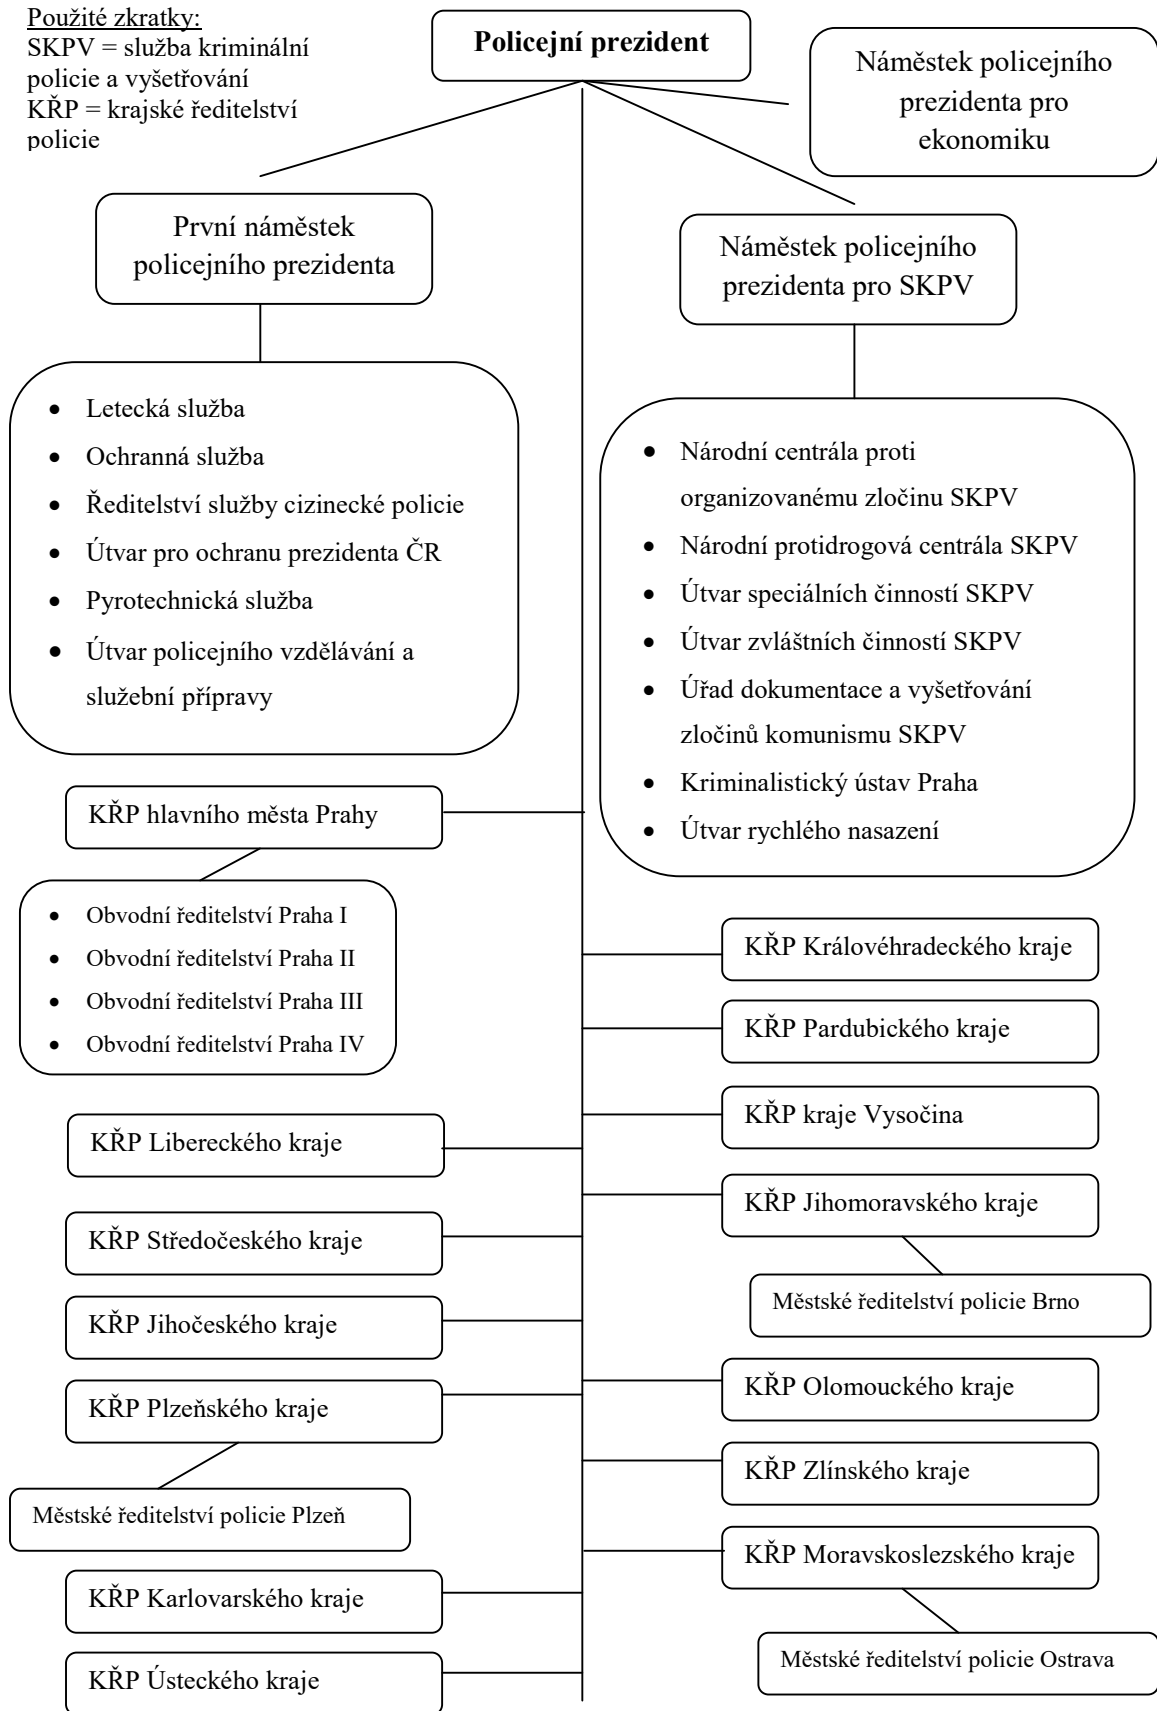 Použité zkratky:
SKPV = služba kriminální
policie a vyšetřování
KŘP = krajské ředitelství
policie
Policejní prezident
Náměstek policejního
prezidenta pro
ekonomiku
První náměstek
policejního prezidenta
Náměstek policejního
prezidenta pro SKPV
• Letecká služba
• Ochranná služba
• Ředitelství služby cizinecké policie
• Útvar pro ochranu prezidenta ČR
• Pyrotechnická služba
• Útvar policejního vzdělávání a
služební přípravy
• Národní centrála proti
organizovanému zločinu SKPV
• Národní protidrogová centrála SKPV
• Útvar speciálních činností SKPV
• Útvar zvláštních činností SKPV
• Úřad dokumentace a vyšetřování
zločinů komunismu SKPV
• Kriminalistický ústav Praha
• Útvar rychlého nasazení
KŘP hlavního města Prahy
• Obvodní ředitelství Praha I
• Obvodní ředitelství Praha II
• Obvodní ředitelství Praha III
• Obvodní ředitelství Praha IV
KŘP Libereckého kraje
KŘP Středočeského kraje
KŘP Jihočeského kraje
KŘP Plzeňského kraje
Městské ředitelství policie Plzeň
KŘP Karlovarského kraje
KŘP Ústeckého kraje
KŘP Královéhradeckého kraje
KŘP Pardubického kraje
KŘP kraje Vysočina
KŘP Jihomoravského kraje
Městské ředitelství policie Brno
KŘP Olomouckého kraje
KŘP Zlínského kraje
KŘP Moravskoslezského kraje
Městské ředitelství policie Ostrava